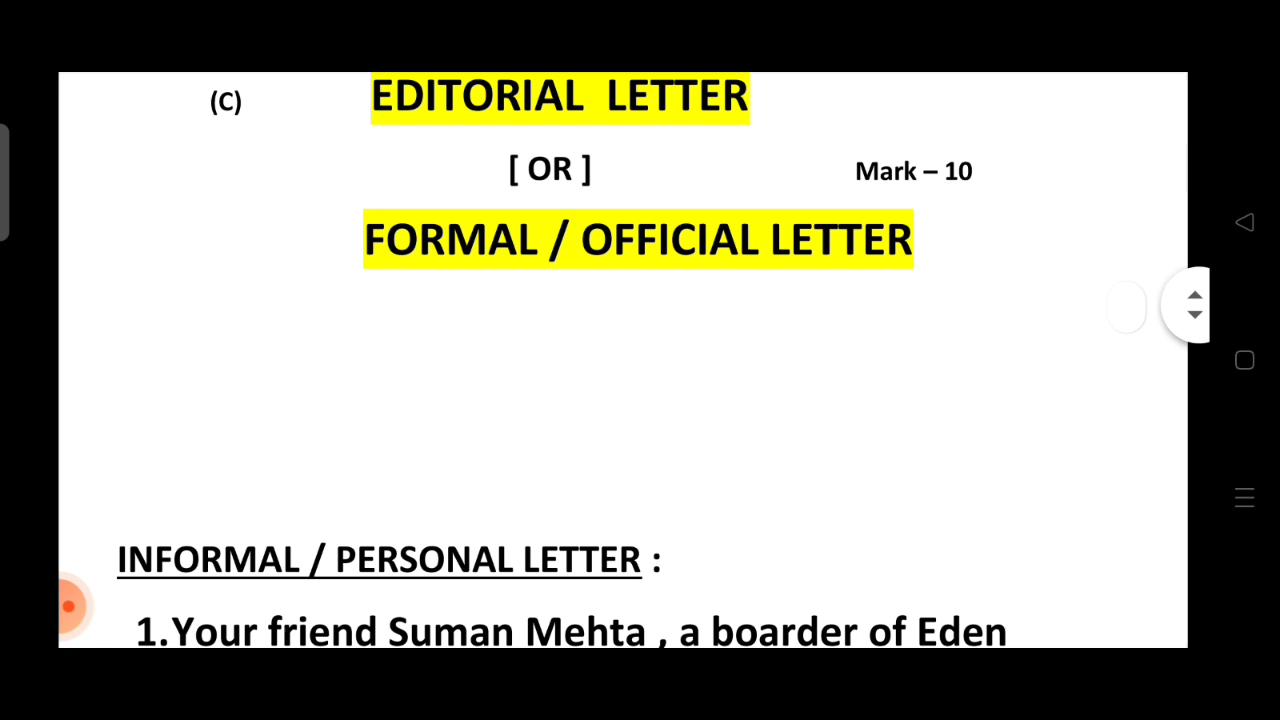 (C) EDITORIAL LETTER
[ OR ] Mark – 10
FORMAL / OFFICIAL LETTER
INFORMAL / PERSONAL LETTER :
1.Your friend Suman Mehta , a boarder of Eden